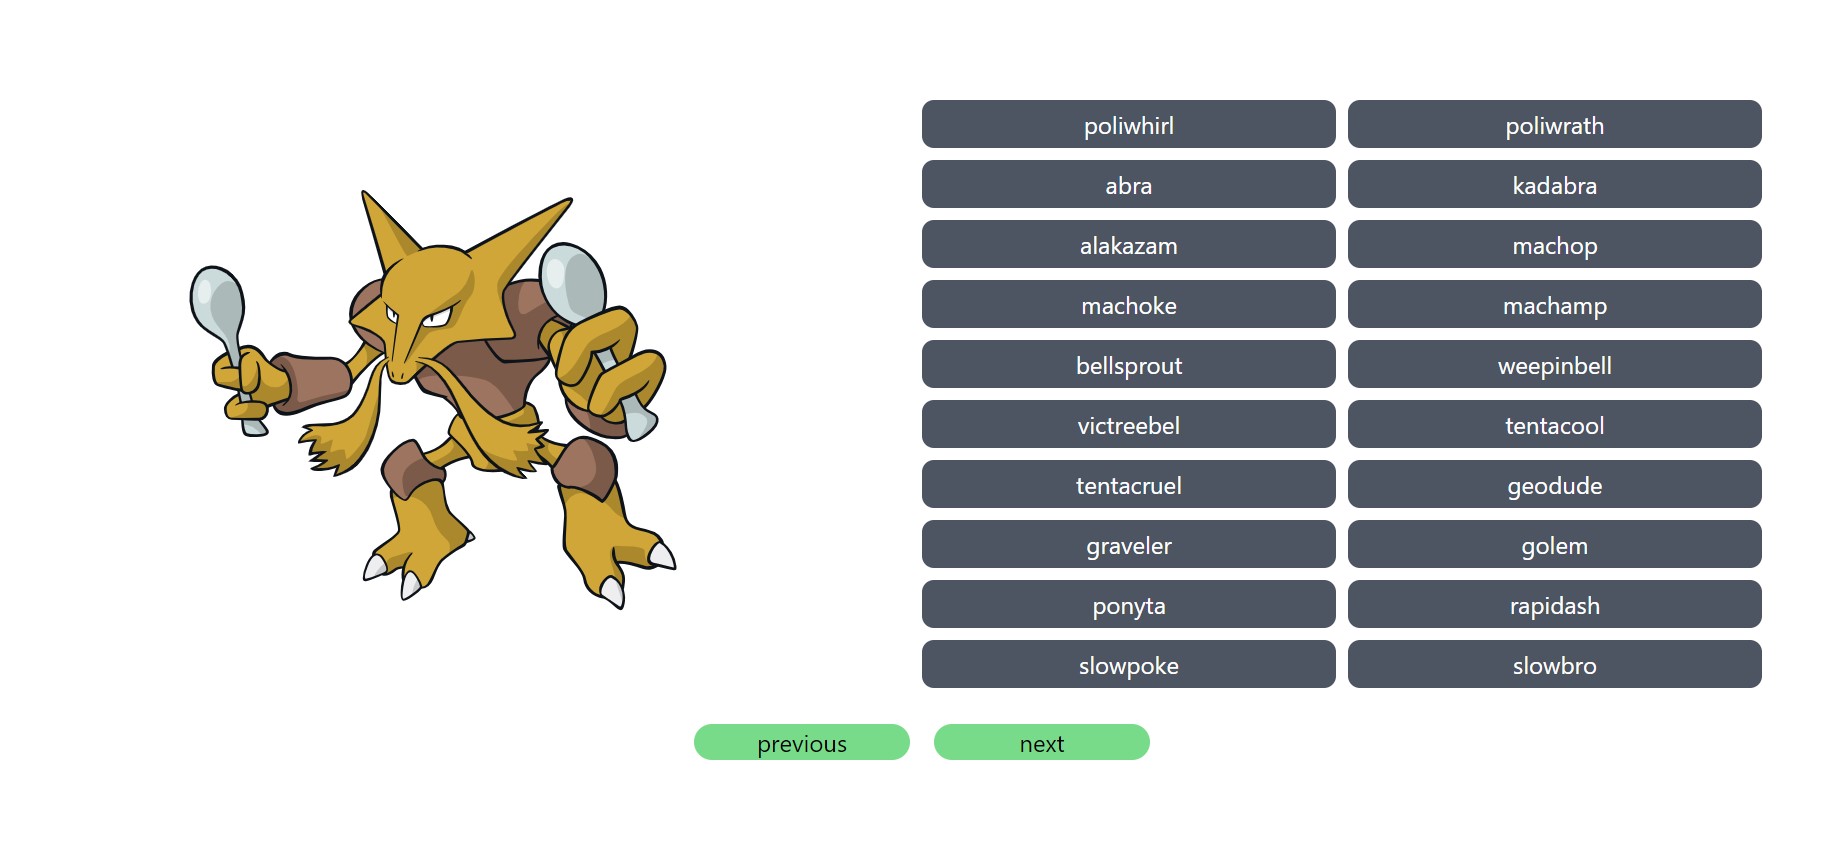 poliwhirl
poliwrath
abra
kadabra
alakazam
machop
machoke
machamp
bellsprout
weepinbell
victreebel
tentacool
tentacruel
geodude
graveler
golem
ponyta
rapidash
slowpoke
slowbro
previous
next